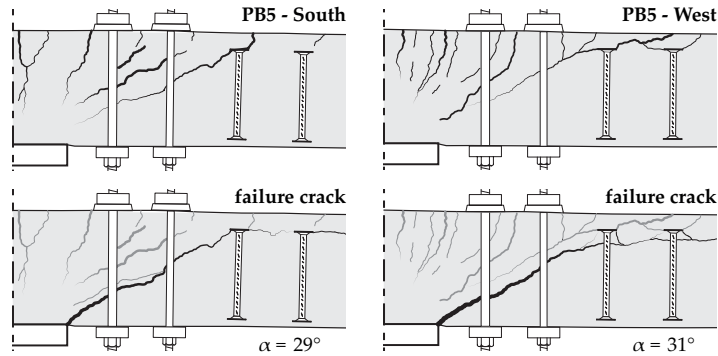 PB5 - South
PB5 - West
failure crack
failure crack
α = 29°
α = 31°